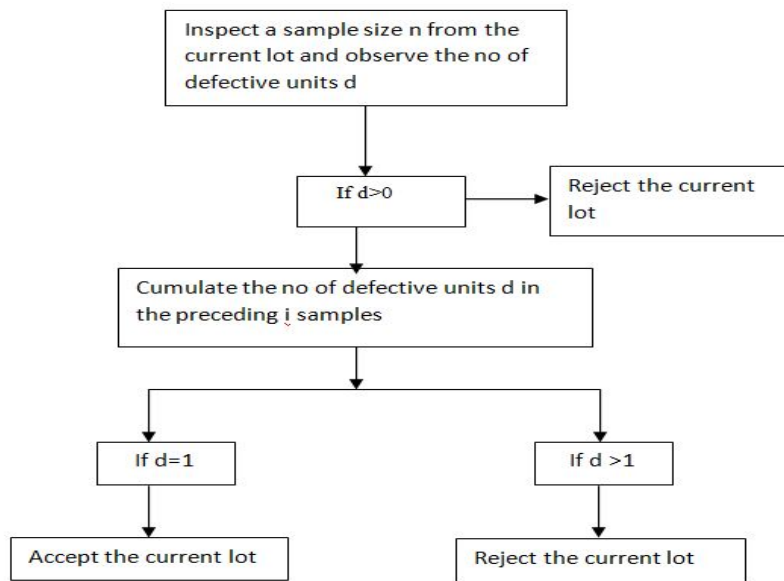 Inspect a sample size n from the
current lot and observe the no of
defective units d
If d>0
Reject the current
lot
Cumulate the no of defective units d in
the preceding i samples
If d=1
If d >1
Accept the current lot
Reject the current lot